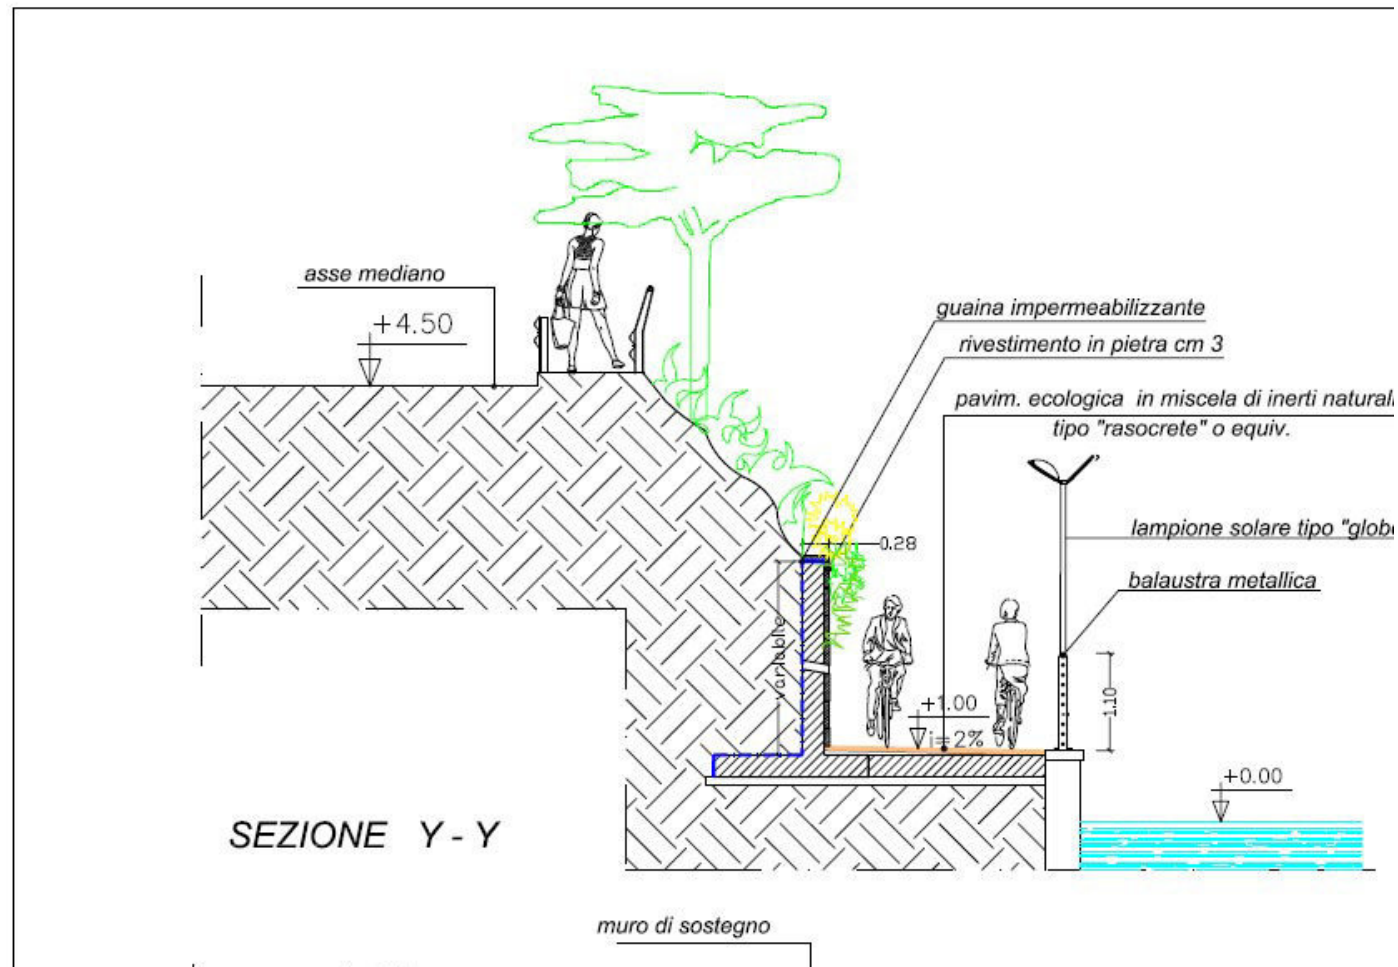 asse mediano
+4.50
guaina impermeabilizzante
rivestimento in pietra cm 3
pavim. ecologica in miscela di inerti naturali
tipo "rasocrete" o equiv.
lampione solare tipo "globo
0.28
balaustra metallica
variabile
1.10
+1.00
i=2%
+0.00
SEZIONE Y - Y
muro di sostegno